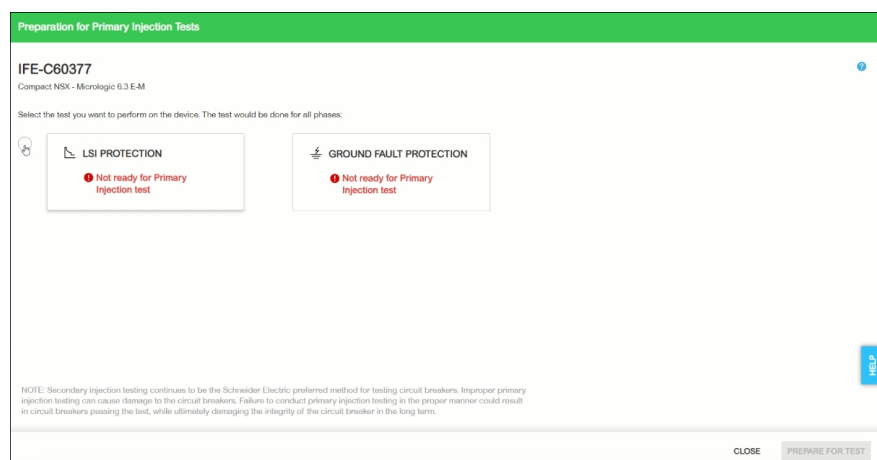 Preparation for Primary Injection Tests
IFE-C60377
Compact NSX - Micrologic 6.3 E-M
Select the test you want to perform on the device. The test would be done for all phases:
LSI PROTECTION
Not ready for Primary
Injection test
GROUND FAULT PROTECTION
Not ready for Primary
Injection test
HELP
NOTE: Secondary injection testing continues to be the Schneider Electric preferred method for testing circuit breakers. Improper primary
injection testing can cause damage to the circuit breakers. Failure to conduct primary injection testing in the proper manner could result
in circuit breakers passing the test, while ultimately damaging the integrity of the circuit breaker in the long term.
CLOSE
PREPARE FOR TEST